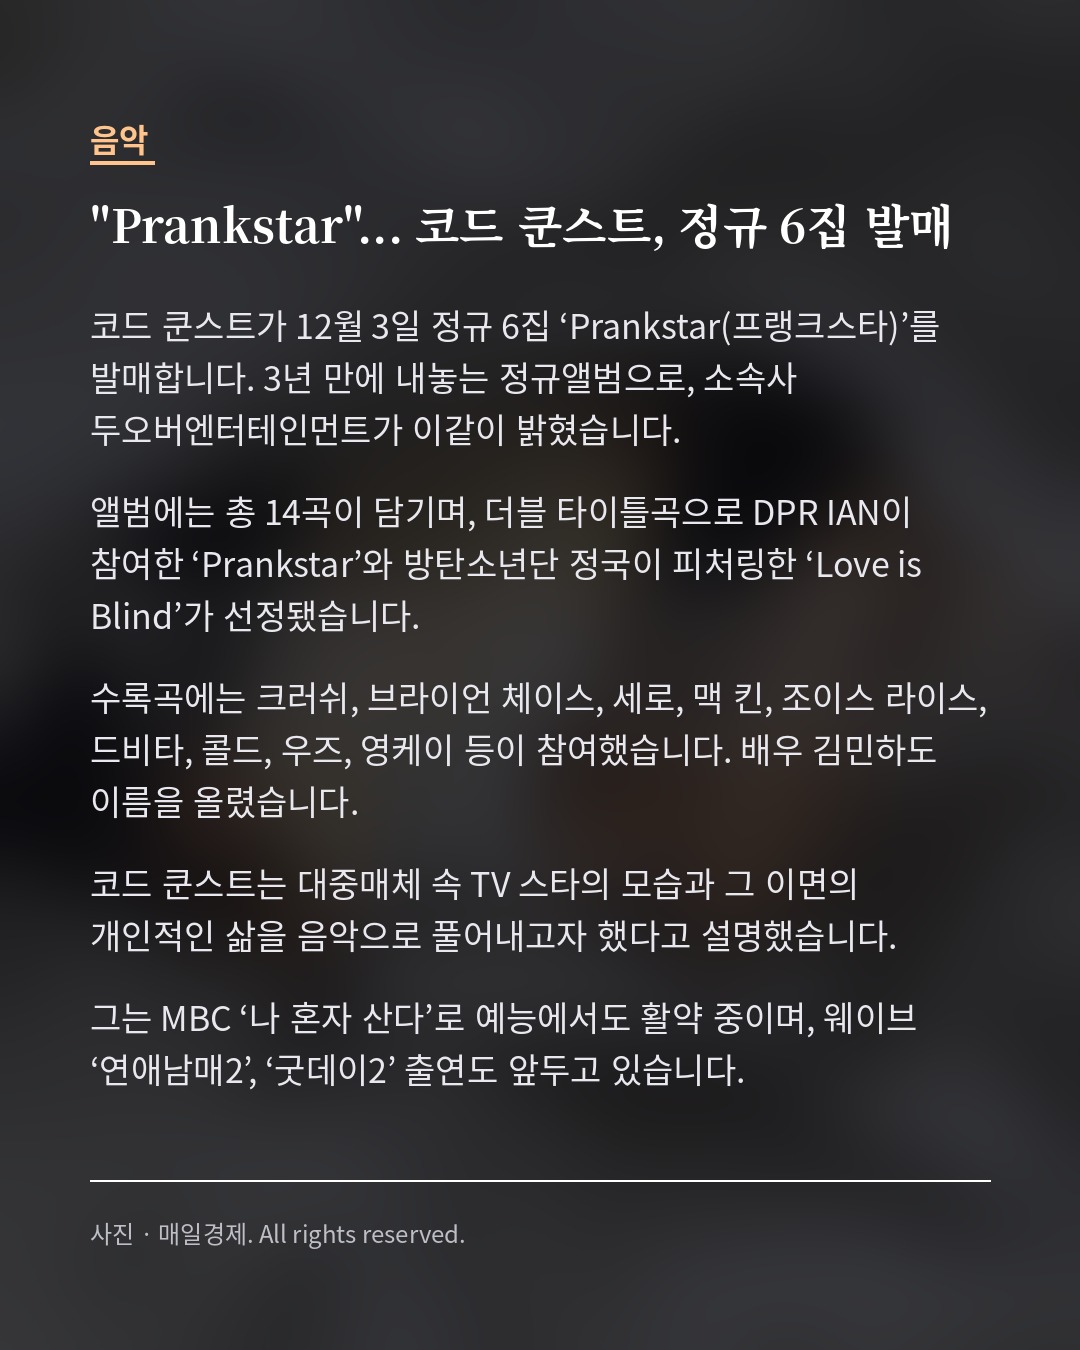 음악
"Prankstar"... 코드 쿤스트, 정규 6집 발매
코드 쿤스트가 12월 3일 정규 6집 ‘Prankstar(프랭크스타)’를
발매합니다. 3년 만에 내놓는 정규앨범으로, 소속사
두오버엔터테인먼트가 이같이 밝혔습니다.
앨범에는 총 14곡이 담기며, 더블 타이틀곡으로 DPR IAN이
참여한 ‘Prankstar’와 방탄소년단 정국이 피처링한 ‘Love is
Blind’가 선정됐습니다.
수록곡에는 크러쉬, 브라이언 체이스, 세로, 맥 킨, 조이스 라이스,
드비타, 콜드, 우즈, 영케이 등이 참여했습니다. 배우 김민하도
이름을 올렸습니다.
코드 쿤스트는 대중매체 속 TV 스타의 모습과 그 이면의
개인적인 삶을 음악으로 풀어내고자 했다고 설명했습니다.
그는 MBC ‘나 혼자 산다’로 예능에서도 활약 중이며, 웨이브
‘연애남매2’, ‘굿데이2’ 출연도 앞두고 있습니다.
사진 · 매일경제. All rights reserved.